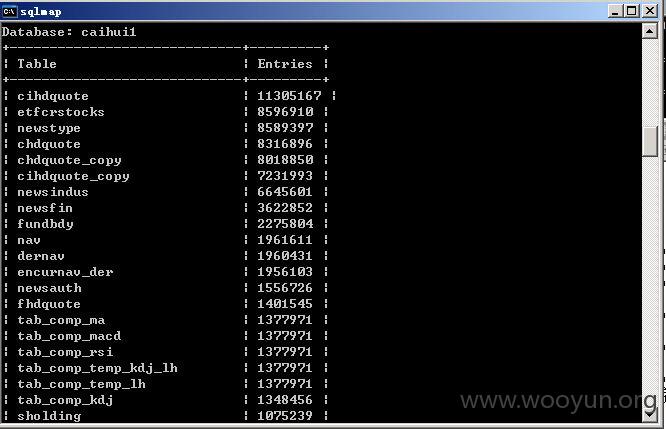 sqlmap
Database: caihui1
+------------------------------+----------+
| Table | Entries |
+------------------------------+----------+
| cihdquote | 11305167 |
| etfcrstocks | 8596910 |
| newstype | 8589397 |
| chdquote | 8316896 |
| chdquote_copy | 8018850 |
| cihdquote_copy | 7231993 |
| newsindus | 6645601 |
| newsfin | 3622852 |
| fundbdy | 2275804 |
| nav | 1961611 |
| dernav | 1960431 |
| encurnav_der | 1956103 |
| newsauth | 1556726 |
| fhdquote | 1401545 |
| tab_comp_ma | 1377971 |
| tab_comp_macd | 1377971 |
| tab_comp_rsi | 1377971 |
| tab_comp_temp_kdj_lh | 1377971 |
| tab_comp_temp_lh | 1377971 |
| tab_comp_kdj | 1348456 |
| sholding | 1075239 |
www.wooyun.org